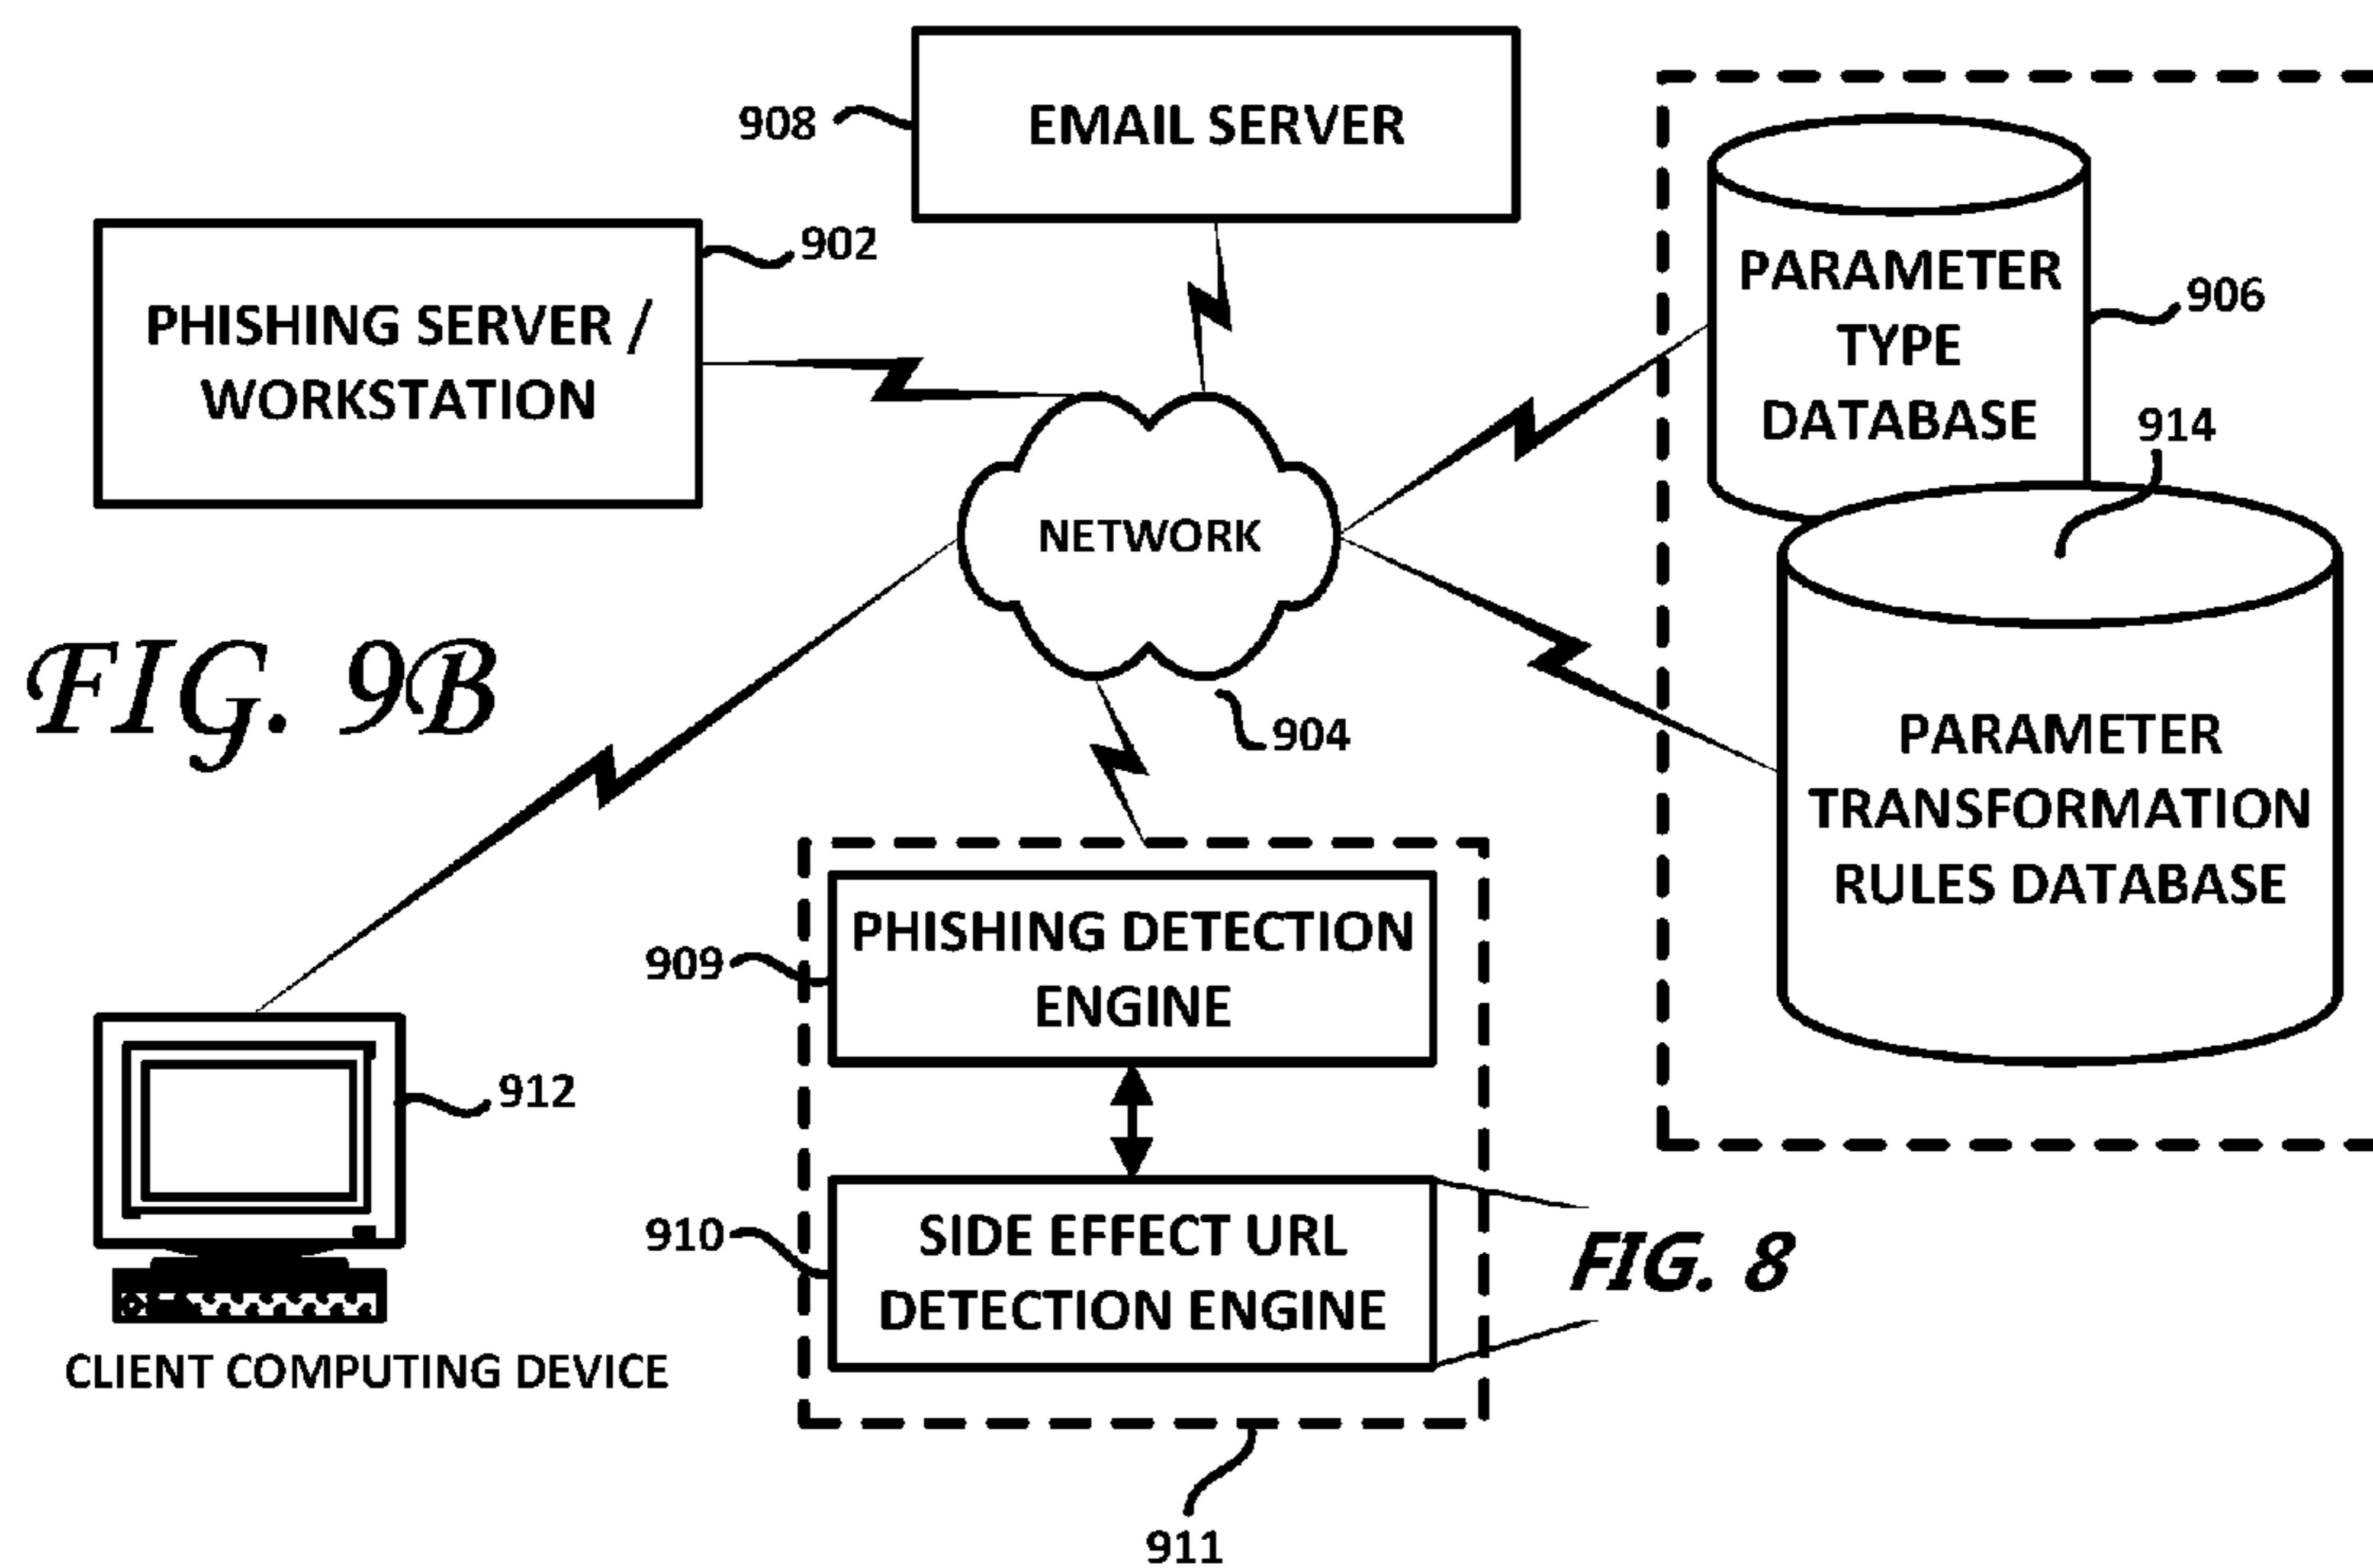 EMAIL SERVER
908
902
PHISHING SERVER /
WORKSTATION
PARAMETER
TYPE
DATABASE
906
914
NETWORK
904
FIG. 9B
PARAMETER
TRANSFORMATION
RULES DATABASE
909
PHISHING DETECTION
ENGINE
912
910
SIDE EFFECT URL
DETECTION ENGINE
FIG. 8
CLIENT COMPUTING DEVICE
911